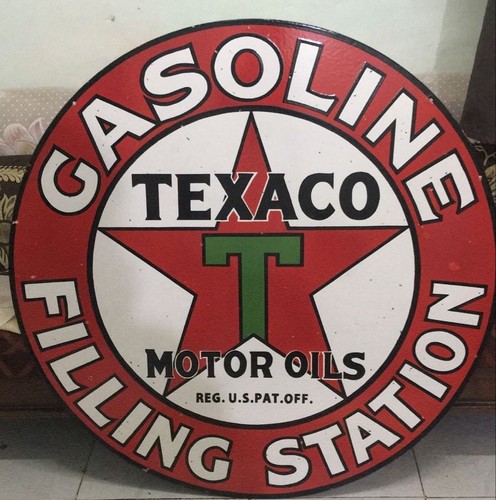 GASOLINE
TEXACO
T
MOTOR OILS
REG. U.S.PAT.OFF.
FILLING STATION